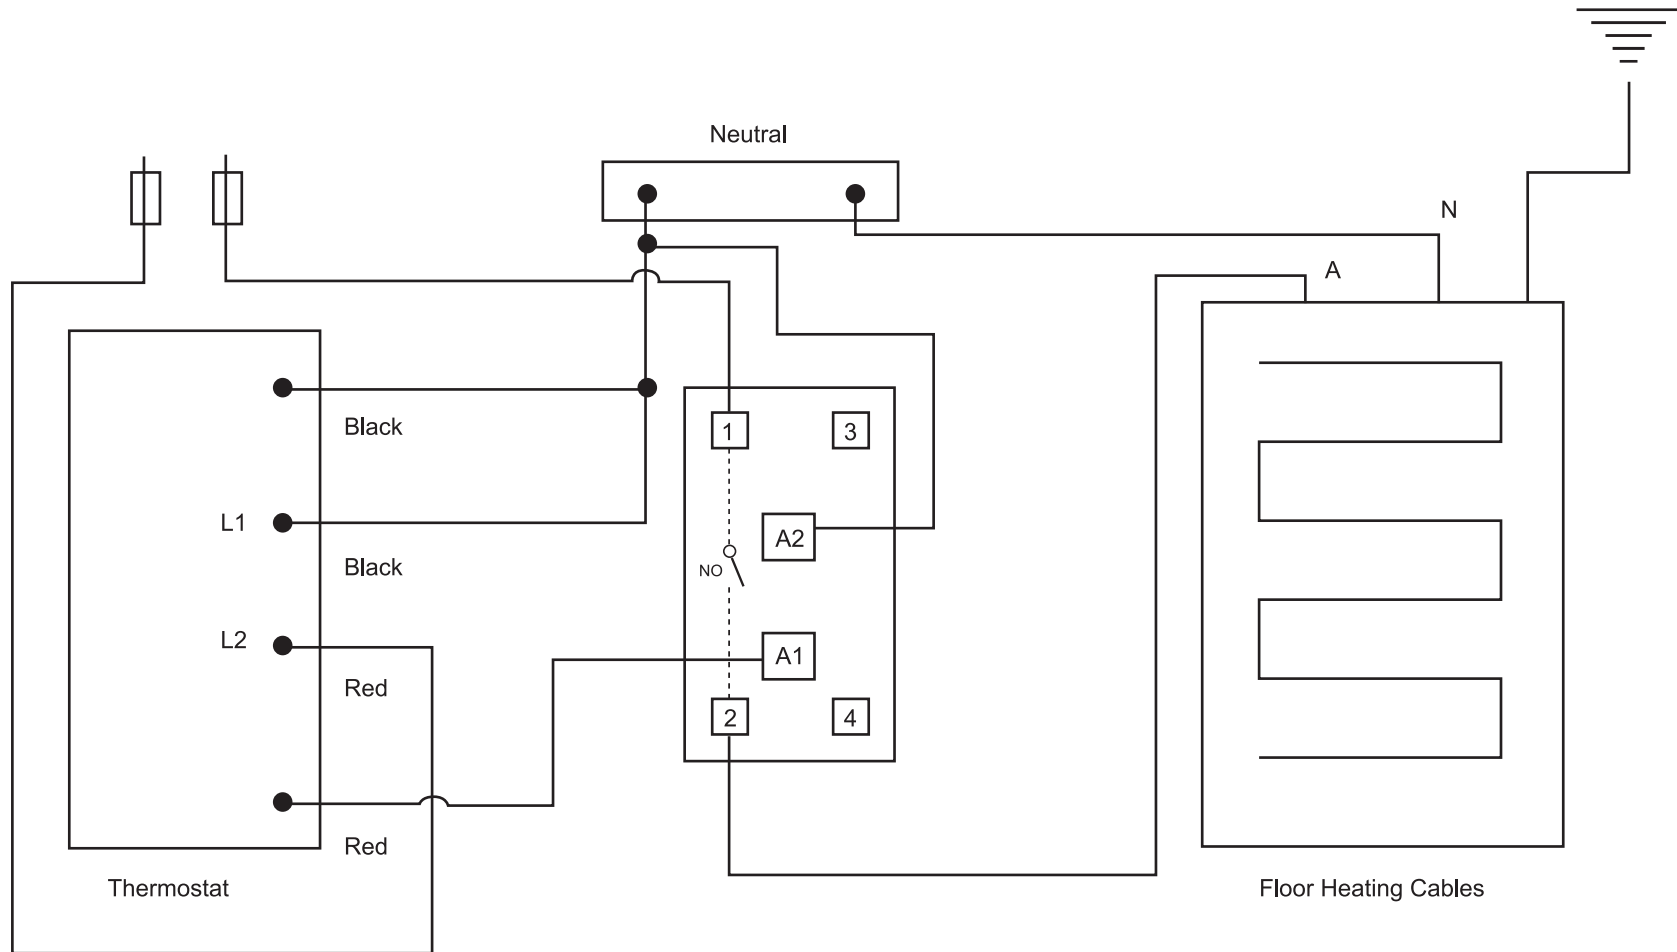 Neutral
N
A
Black
1
3
L1
A2
Black
NO
L2
A1
Red
2
4
Red
Thermostat
Floor Heating Cables